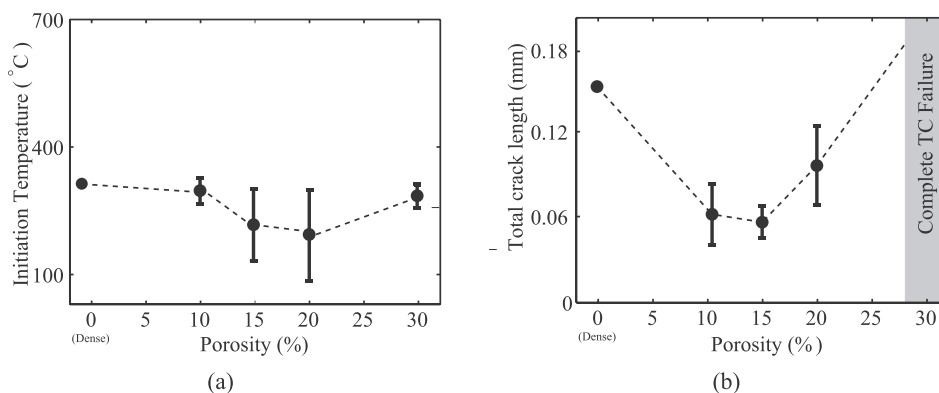 (a)
(b)
700
400
100
Initiation Temperature ( °C )
0 5 10 15 20 25 30
(Dense)
Porosity (%)
0.18
0.12
0.06
0
Total crack length (mm)
Complete TC Failure
0 5 10 15 20 25 30
(Dense)
Porosity (%)
(a)
(b)